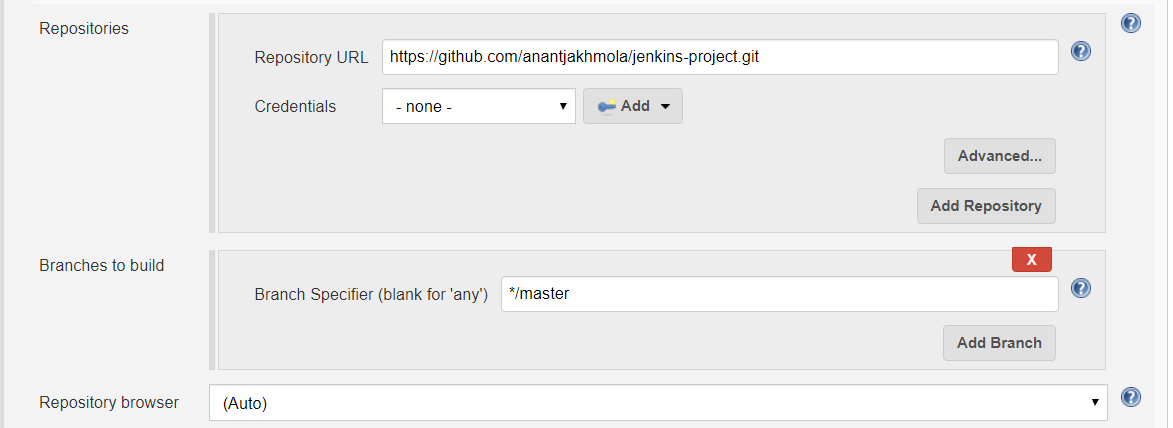 Repositories
Repository URL https://github.com/anantjakhmola/jenkins-project.git
Credentials - none - Add
Advanced...
Add Repository
Branches to build
X
Branch Specifier (blank for 'any') */master
Add Branch
Repository browser (Auto)